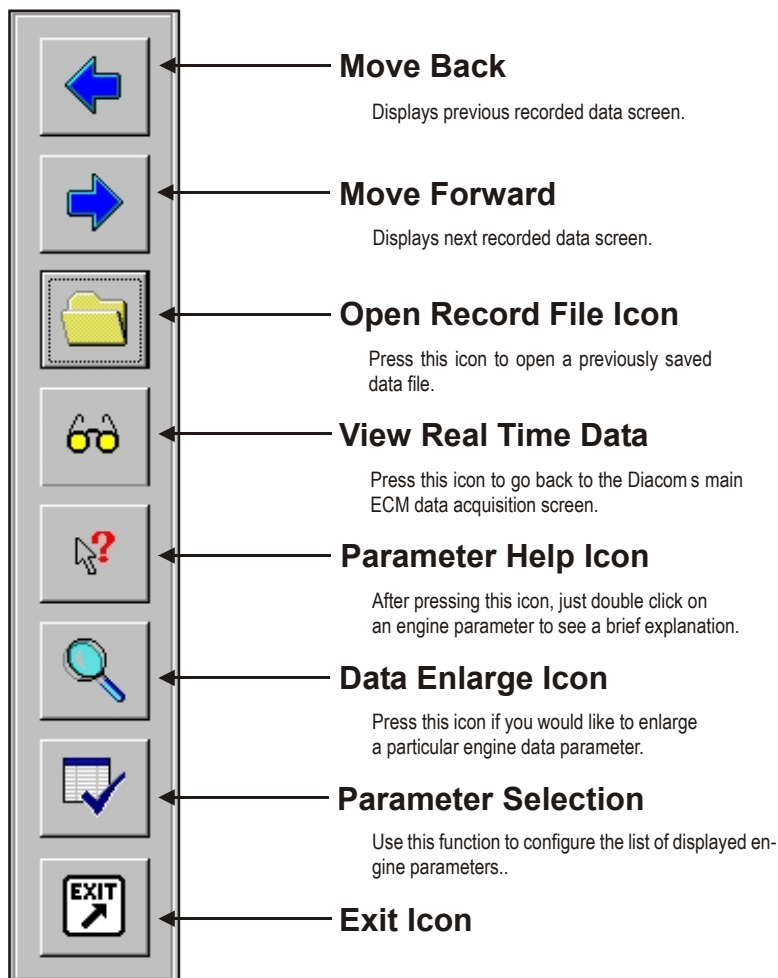 Move Back
Displays previous recorded data screen.
Move Forward
Displays next recorded data screen.
Open Record File Icon
Press this icon to open a previously saved
data file.
View Real Time Data
Press this icon to go back to the Diacom s main
ECM data acquisition screen.
?
Parameter Help Icon
After pressing this icon, just double click on
an engine parameter to see a brief explanation.
Data Enlarge Icon
Press this icon if you would like to enlarge
a particular engine data parameter.
Parameter Selection
Use this function to configure the list of displayed en-
gine parameters..
EXIT
Exit Icon